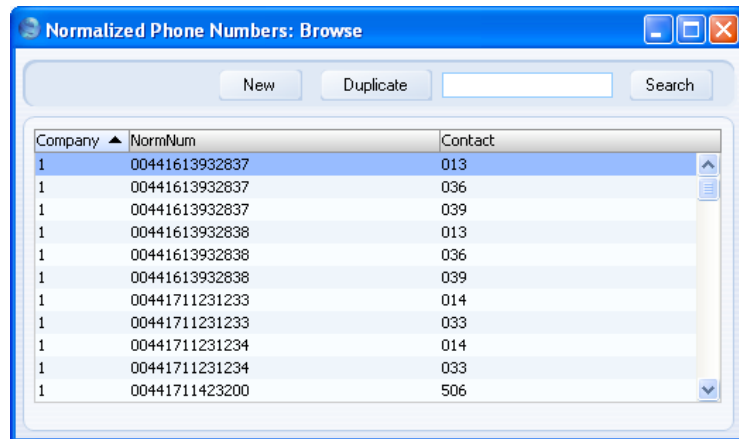 Normalized Phone Numbers: Browse
New Duplicate Search
Company NormNum Contact
1 00441613932837 013
1 00441613932837 036
1 00441613932837 039
1 00441613932838 013
1 00441613932838 036
1 00441613932838 039
1 00441711231233 014
1 00441711231233 033
1 00441711231234 014
1 00441711231234 033
1 00441711423200 506